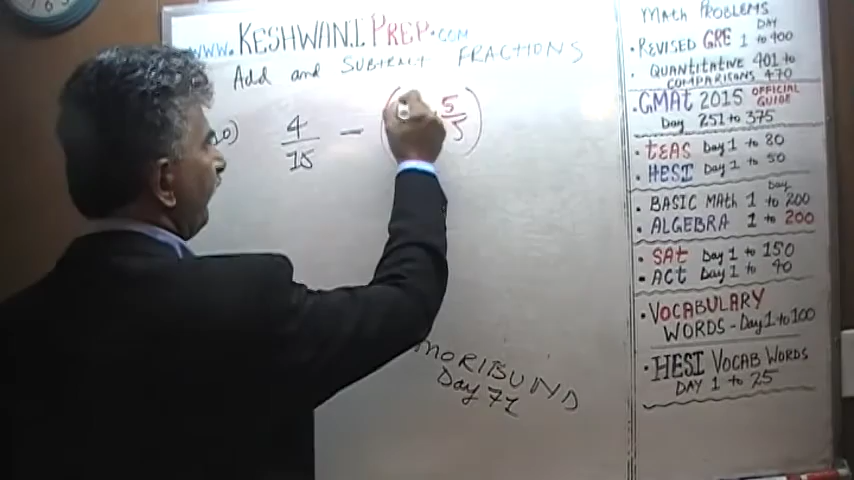 www.KESHWANI PREP.com
Add and SUBTRACT FRACTIONS
4/15 - ( 5/5 )
MORIBUND
Day 71
MATH PROBLEMS
DAY
• REVISED GRE 1 to 400
• QUANTITATIVE 401 to
COMPARISONS 470
• GMAT 2015 OFFICIAL GUIDE
Day 251 to 375
• TEAS Day 1 to 80
• HESI Day 1 to 50
Day
• BASIC MATH 1 to 200
• ALGEBRA 1 to 200
• SAT Day 1 to 150
• ACT Day 1 to 40
• VOCABULARY
WORDS - Day 1 to 100
• HESI VOCAB WORDS
DAY 1 to 25